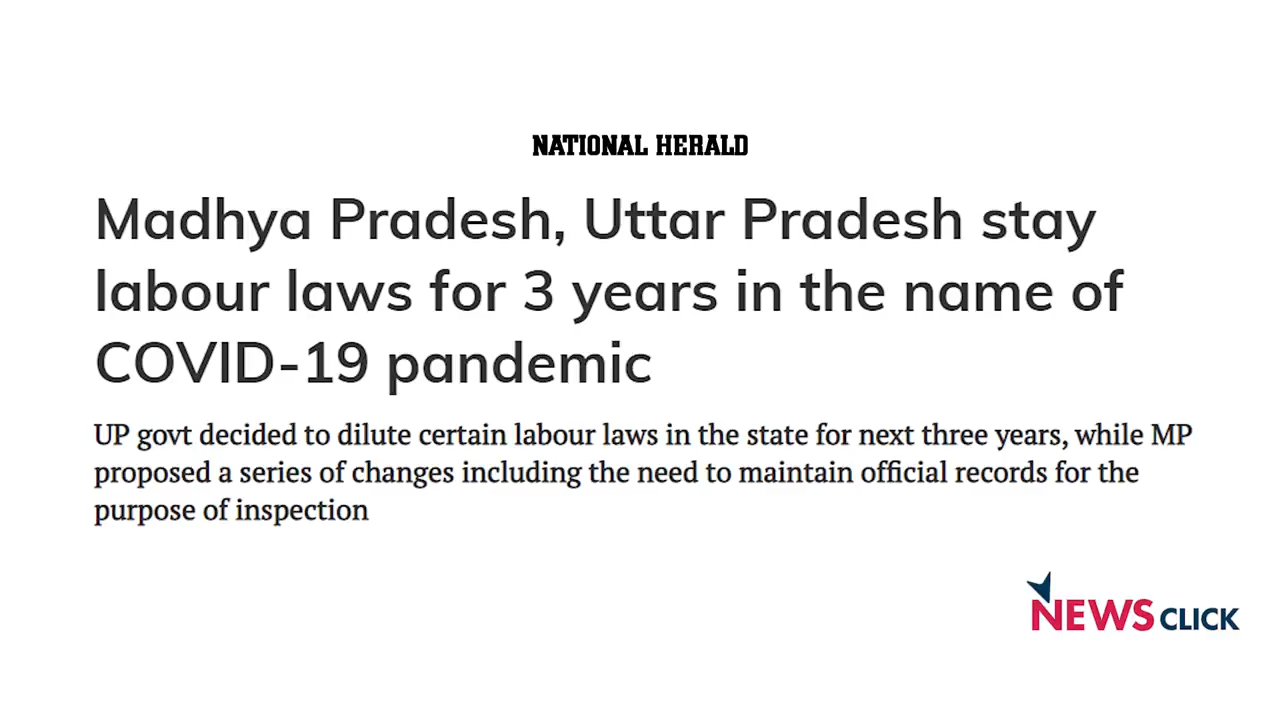 NATIONAL HERALD
Madhya Pradesh, Uttar Pradesh stay
labour laws for 3 years in the name of
COVID-19 pandemic
UP govt decided to dilute certain labour laws in the state for next three years, while MP
proposed a series of changes including the need to maintain official records for the
purpose of inspection
NEWSCLICK